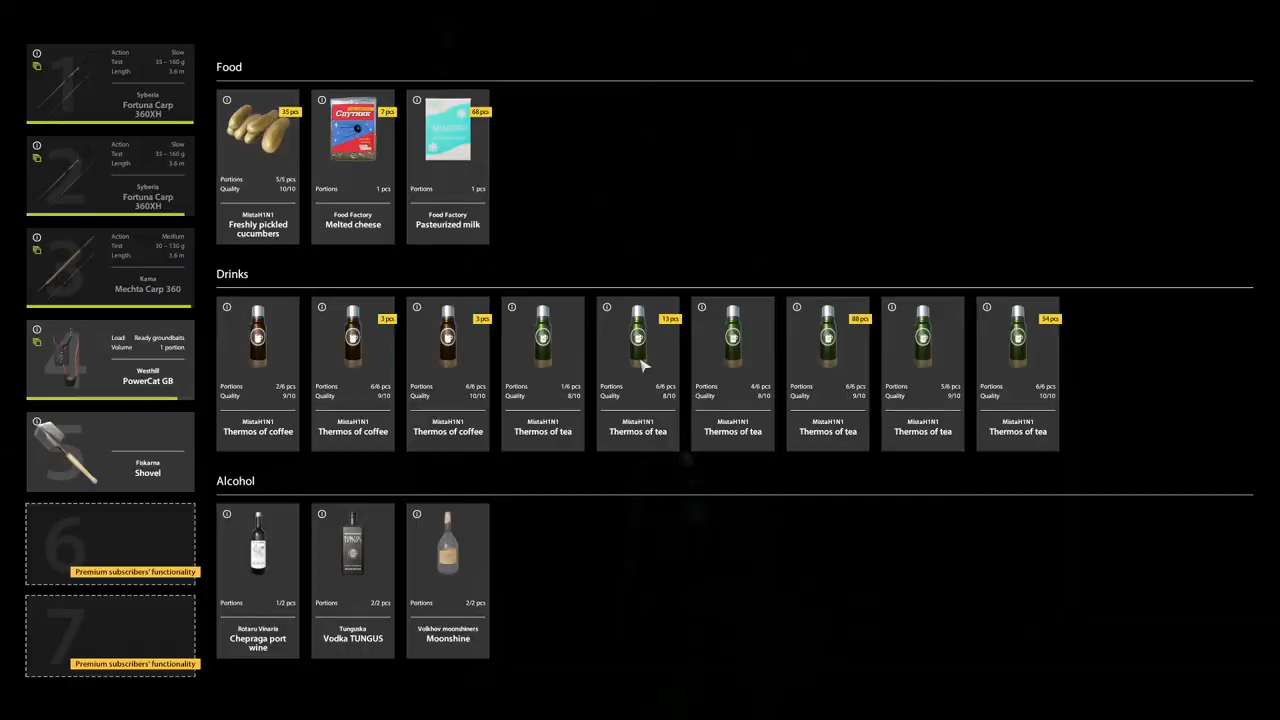 1
Action Slow
Test 35 – 160 g
Length 3.6 m
Syberia
Fortuna Carp
360XH
2
Action Slow
Test 35 – 160 g
Length 3.6 m
Syberia
Fortuna Carp
360XH
3
Action Medium
Test 30 – 130 g
Length 3.6 m
Kama
Mechta Carp 360
4
Load Ready groundbaits
Volume 1 portion
Westhill
PowerCat GB
5
Fiskarna
Shovel
6
Premium subscribers' functionality
7
Premium subscribers' functionality
Food
35 pcs
Portions 5/5 pcs
Quality 10/10
MistaH1N1
Freshly pickled
cucumbers
7 pcs
Спутник
Portions 1 pcs
Food Factory
Melted cheese
68 pcs
Portions 1 pcs
Food Factory
Pasteurized milk
Drinks
Portions 2/6 pcs
Quality 9/10
MistaH1N1
Thermos of coffee
3 pcs
Portions 6/6 pcs
Quality 9/10
MistaH1N1
Thermos of coffee
3 pcs
Portions 6/6 pcs
Quality 10/10
MistaH1N1
Thermos of coffee
Portions 1/6 pcs
Quality 8/10
MistaH1N1
Thermos of tea
13 pcs
Portions 6/6 pcs
Quality 8/10
MistaH1N1
Thermos of tea
Portions 4/6 pcs
Quality 8/10
MistaH1N1
Thermos of tea
88 pcs
Portions 6/6 pcs
Quality 9/10
MistaH1N1
Thermos of tea
Portions 5/6 pcs
Quality 9/10
MistaH1N1
Thermos of tea
54 pcs
Portions 6/6 pcs
Quality 10/10
MistaH1N1
Thermos of tea
Alcohol
Portions 1/2 pcs
Rotaru Vinaria
Chepraga port
wine
TUNGUS
Portions 2/2 pcs
Tunguska
Vodka TUNGUS
Portions 2/2 pcs
Volkhov moonshiners
Moonshine